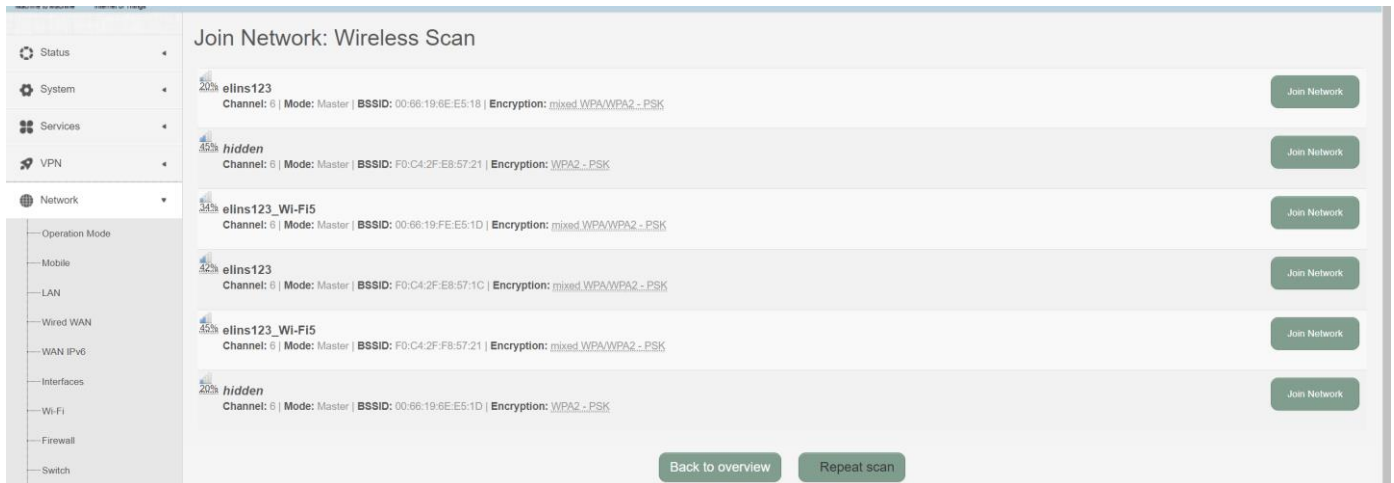 Machine to Machine Internet of Things
Status
System
Services
VPN
Network
Operation Mode
Mobile
LAN
Wired WAN
WAN IPv6
Interfaces
Wi-Fi
Firewall
Switch
Join Network: Wireless Scan
20% elins123
Channel: 6 | Mode: Master | BSSID: 00:66:19:6E:E5:18 | Encryption: mixed WPA/WPA2 - PSK
Join Network
45% hidden
Channel: 6 | Mode: Master | BSSID: F0:C4:2F:E8:57:21 | Encryption: WPA2 - PSK
Join Network
34% elins123_Wi-Fi5
Channel: 6 | Mode: Master | BSSID: 00:66:19:FE:E5:1D | Encryption: mixed WPA/WPA2 - PSK
Join Network
42% elins123
Channel: 6 | Mode: Master | BSSID: F0:C4:2F:E8:57:1C | Encryption: mixed WPA/WPA2 - PSK
Join Network
45% elins123_Wi-Fi5
Channel: 6 | Mode: Master | BSSID: F0:C4:2F:F8:57:21 | Encryption: mixed WPA/WPA2 - PSK
Join Network
20% hidden
Channel: 6 | Mode: Master | BSSID: 00:66:19:6E:E5:1D | Encryption: WPA2 - PSK
Join Network
Back to overview
Repeat scan